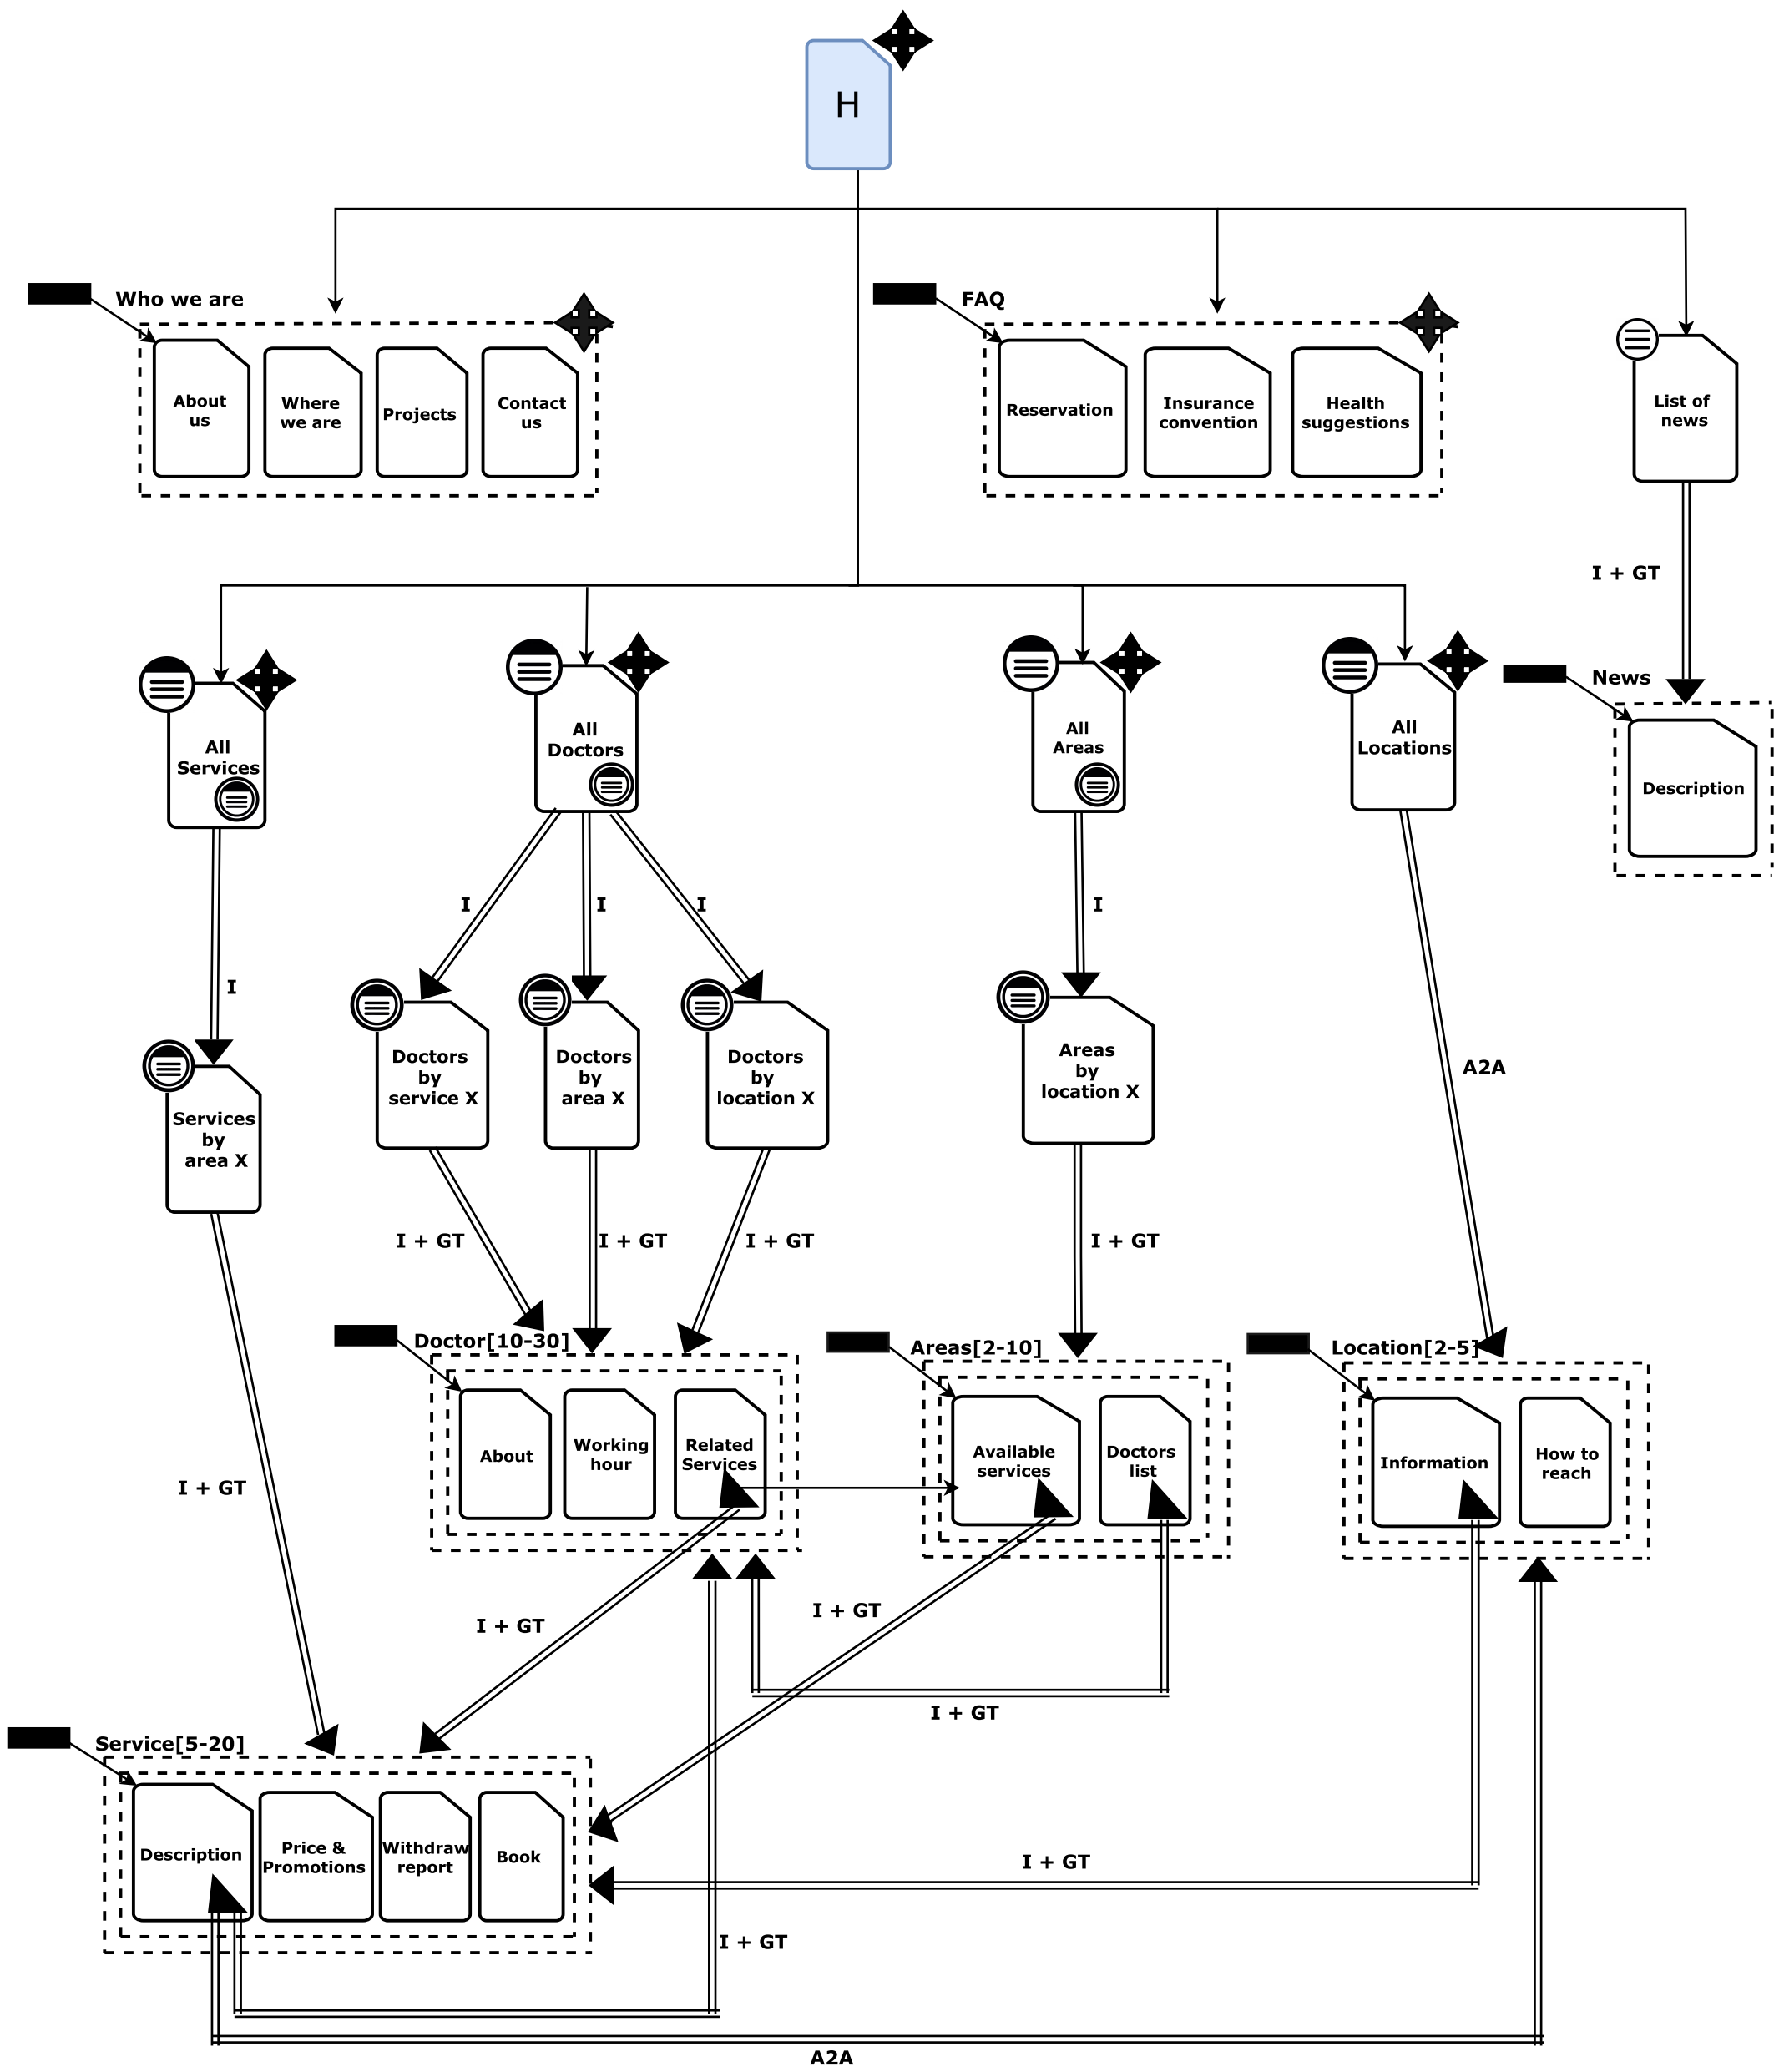 H
Who we are
FAQ
About
us
Where
we are
Projects
Contact
us
Reservation
Insurance
convention
Health
suggestions
List of
news
I + GT
News
Description
All
Services
All
Doctors
All
Areas
All
Locations
I
I
I
I
I
Services
by
area X
Doctors
by
service X
Doctors
by
area X
Doctors
by
location X
Areas
by
location X
A2A
I + GT
I + GT
I + GT
I + GT
Doctor[10-30]
Areas[2-10]
Location[2-5]
About
Working
hour
Related
Services
Available
services
Doctors
list
Information
How to
reach
I + GT
I + GT
I + GT
I + GT
Service[5-20]
Description
Price &
Promotions
Withdraw
report
Book
I + GT
I + GT
A2A